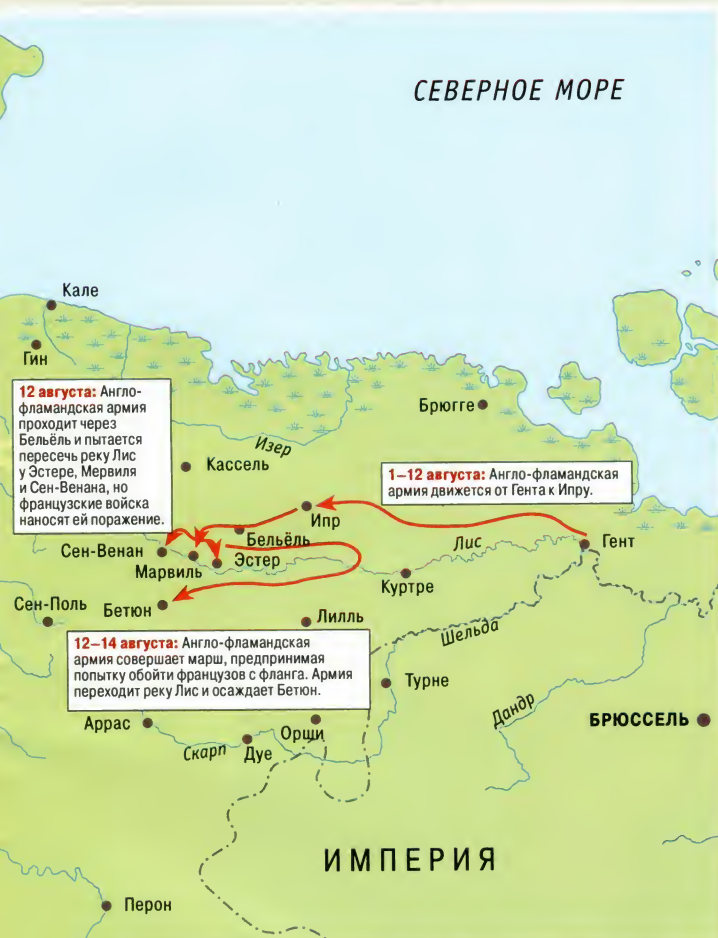 СЕВЕРНОЕ МОРЕ
Кале
Гин
12 августа: Англо-
фламандская армия
проходит через
Бельёль и пытается
пересечь реку Лис
у Эстере, Мервиля
и Сен-Венана, но
французские войска
наносят ей поражение.
Брюгге
Изер
Кассель
1–12 августа: Англо-фламандская
армия движется от Гента к Ипру.
Ипр
Бельёль
Лис
Гент
Сен-Венан
Марвиль
Эстер
Куртре
Сен-Поль
Бетюн
Лилль
12–14 августа: Англо-фламандская
армия совершает марш, предпринимая
попытку обойти французов с фланга. Армия
переходит реку Лис и осаждает Бетюн.
Шельда
Турне
Дандр
БРЮССЕЛЬ
Аррас
Скарп
Дуе
Орши
ИМПЕРИЯ
Перон